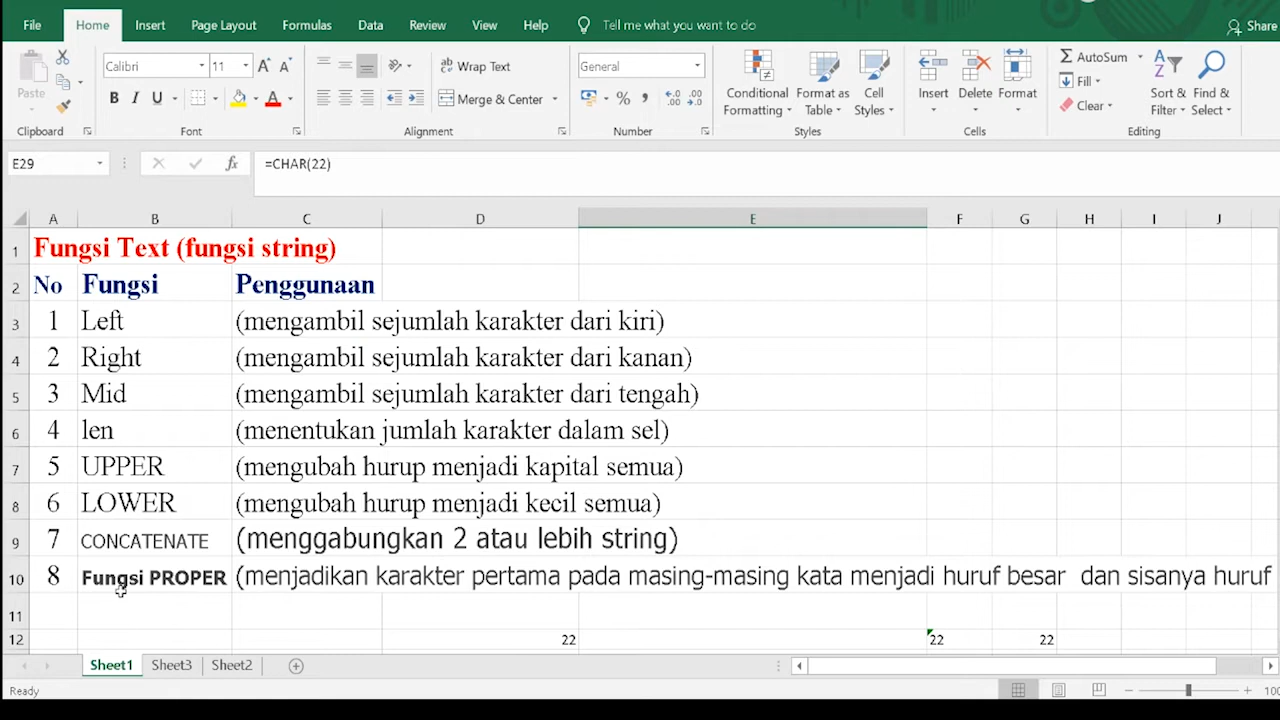 File Home Insert Page Layout Formulas Data Review View Help Tell me what you want to do Share
Calibri 11 Wrap Text General AutoSum
Paste Conditional Format as Cell Insert Delete Format Fill Sort & Find &
B I U A Merge & Center % Formatting Table Styles Clear Filter Select
Clipboard Font Alignment Number Styles Cells Editing
E29 fx =CHAR(22)
A B C D E F G H I J
1 Fungsi Text (fungsi string)
2 No Fungsi Penggunaan
3 1 Left (mengambil sejumlah karakter dari kiri)
4 2 Right (mengambil sejumlah karakter dari kanan)
5 3 Mid (mengambil sejumlah karakter dari tengah)
6 4 len (menentukan jumlah karakter dalam sel)
7 5 UPPER (mengubah hurup menjadi kapital semua)
8 6 LOWER (mengubah hurup menjadi kecil semua)
9 7 CONCATENATE (menggabungkan 2 atau lebih string)
10 8 Fungsi PROPER (menjadikan karakter pertama pada masing-masing kata menjadi huruf besar dan sisanya huruf
11
12 22 22 22
Sheet1 Sheet3 Sheet2
Ready 100